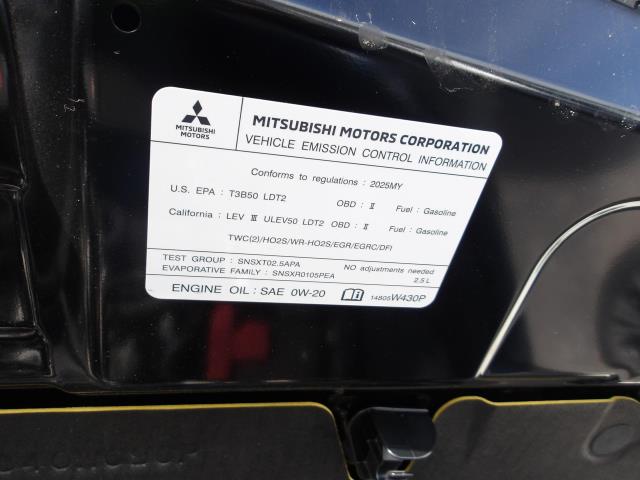 MITSUBISHI MOTORS
MITSUBISHI MOTORS CORPORATION
VEHICLE EMISSION CONTROL INFORMATION
Conforms to regulations : 2025MY
U.S. EPA : T3B50 LDT2 OBD : Ⅱ Fuel : Gasoline
California : LEV Ⅲ ULEV50 LDT2 OBD : Ⅱ Fuel : Gasoline
TWC(2)/HO2S/WR-HO2S/EGR/EGRC/DFI
TEST GROUP : SNSXT02.5APA No adjustments needed
EVAPORATIVE FAMILY : SNSXR0105PEA 2.5 L
ENGINE OIL : SAE 0W-20 14805W430P